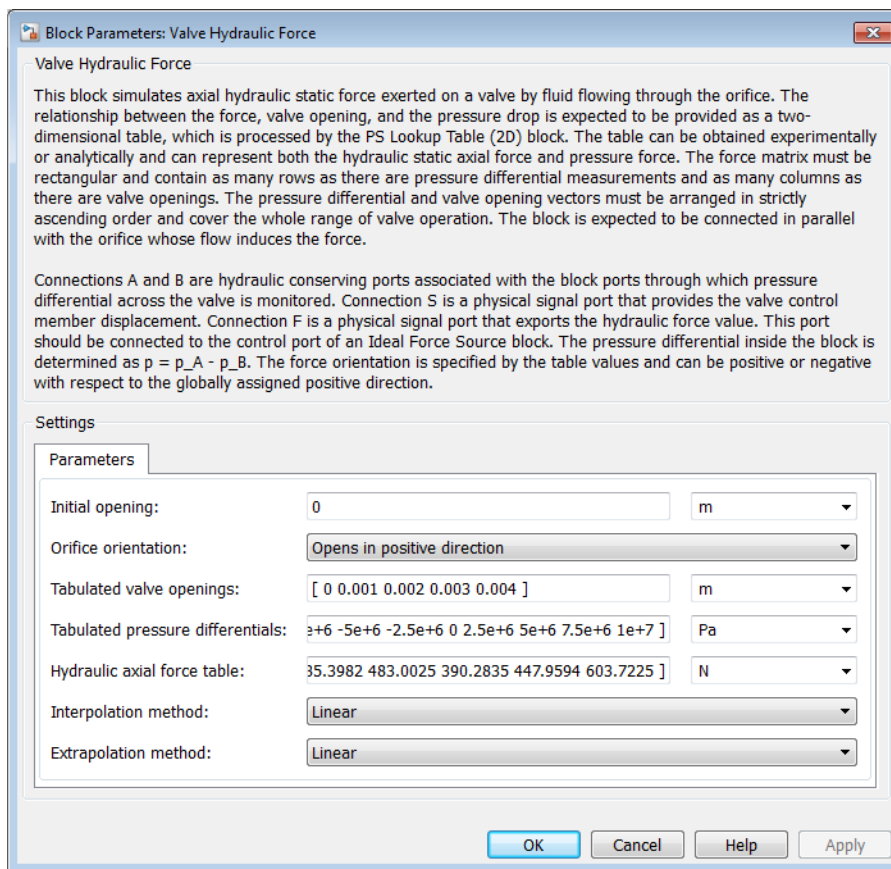 Block Parameters: Valve Hydraulic Force
Valve Hydraulic Force
This block simulates axial hydraulic static force exerted on a valve by fluid flowing through the orifice. The
relationship between the force, valve opening, and the pressure drop is expected to be provided as a two-
dimensional table, which is processed by the PS Lookup Table (2D) block. The table can be obtained experimentally
or analytically and can represent both the hydraulic static axial force and pressure force. The force matrix must be
rectangular and contain as many rows as there are pressure differential measurements and as many columns as
there are valve openings. The pressure differential and valve opening vectors must be arranged in strictly
ascending order and cover the whole range of valve operation. The block is expected to be connected in parallel
with the orifice whose flow induces the force.
Connections A and B are hydraulic conserving ports associated with the block ports through which pressure
differential across the valve is monitored. Connection S is a physical signal port that provides the valve control
member displacement. Connection F is a physical signal port that exports the hydraulic force value. This port
should be connected to the control port of an Ideal Force Source block. The pressure differential inside the block is
determined as p = p_A - p_B. The force orientation is specified by the table values and can be positive or negative
with respect to the globally assigned positive direction.
Settings
Parameters
Initial opening: 0 m
Orifice orientation: Opens in positive direction
Tabulated valve openings: [ 0 0.001 0.002 0.003 0.004 ] m
Tabulated pressure differentials: e+6 -5e+6 -2.5e+6 0 2.5e+6 5e+6 7.5e+6 1e+7 ] Pa
Hydraulic axial force table: 35.3982 483.0025 390.2835 447.9594 603.7225 ] N
Interpolation method: Linear
Extrapolation method: Linear
OK Cancel Help Apply